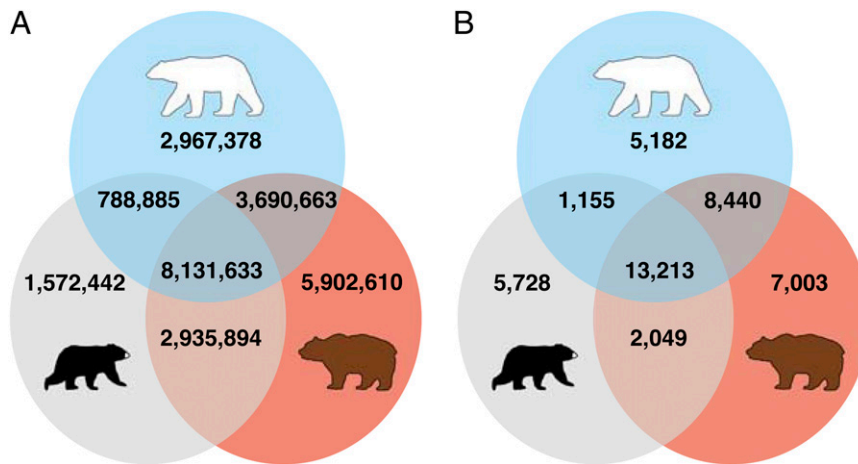 A
2,967,378
788,885 3,690,663
1,572,442 8,131,633 5,902,610
2,935,894
B
5,182
1,155 8,440
5,728 13,213 7,003
2,049